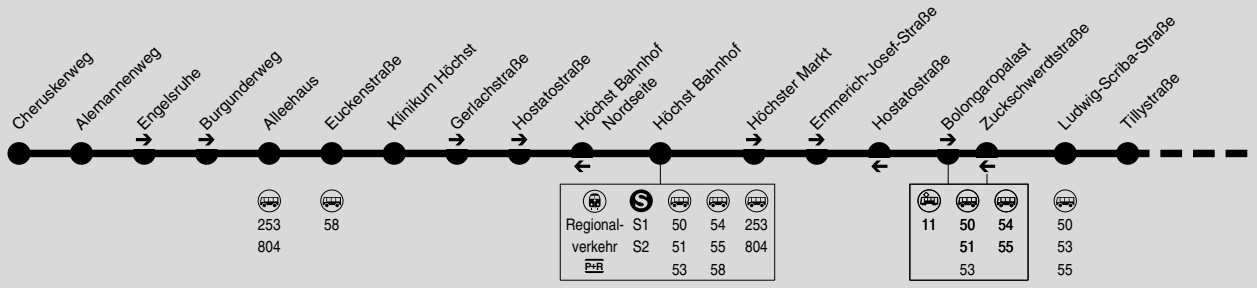 Cheruskerweg
Alemannenweg
Engelsruhe
Burgunderweg
Alleehaus
Euckenstraße
Klinikum Höchst
Gerlachstraße
Hostatostraße
Höchst Bahnhof
Nordseite
Höchst Bahnhof
Höchster Markt
Emmerich-Josef-Straße
Hostatostraße
Bolongaropalast
Zuckschwerdtstraße
Ludwig-Scriba-Straße
Tillystraße
253
804
58
Regional-
verkehr
P+R
S
S1
S2
50
51
53
54
55
58
253
804
11
50
51
53
54
55
50
53
55